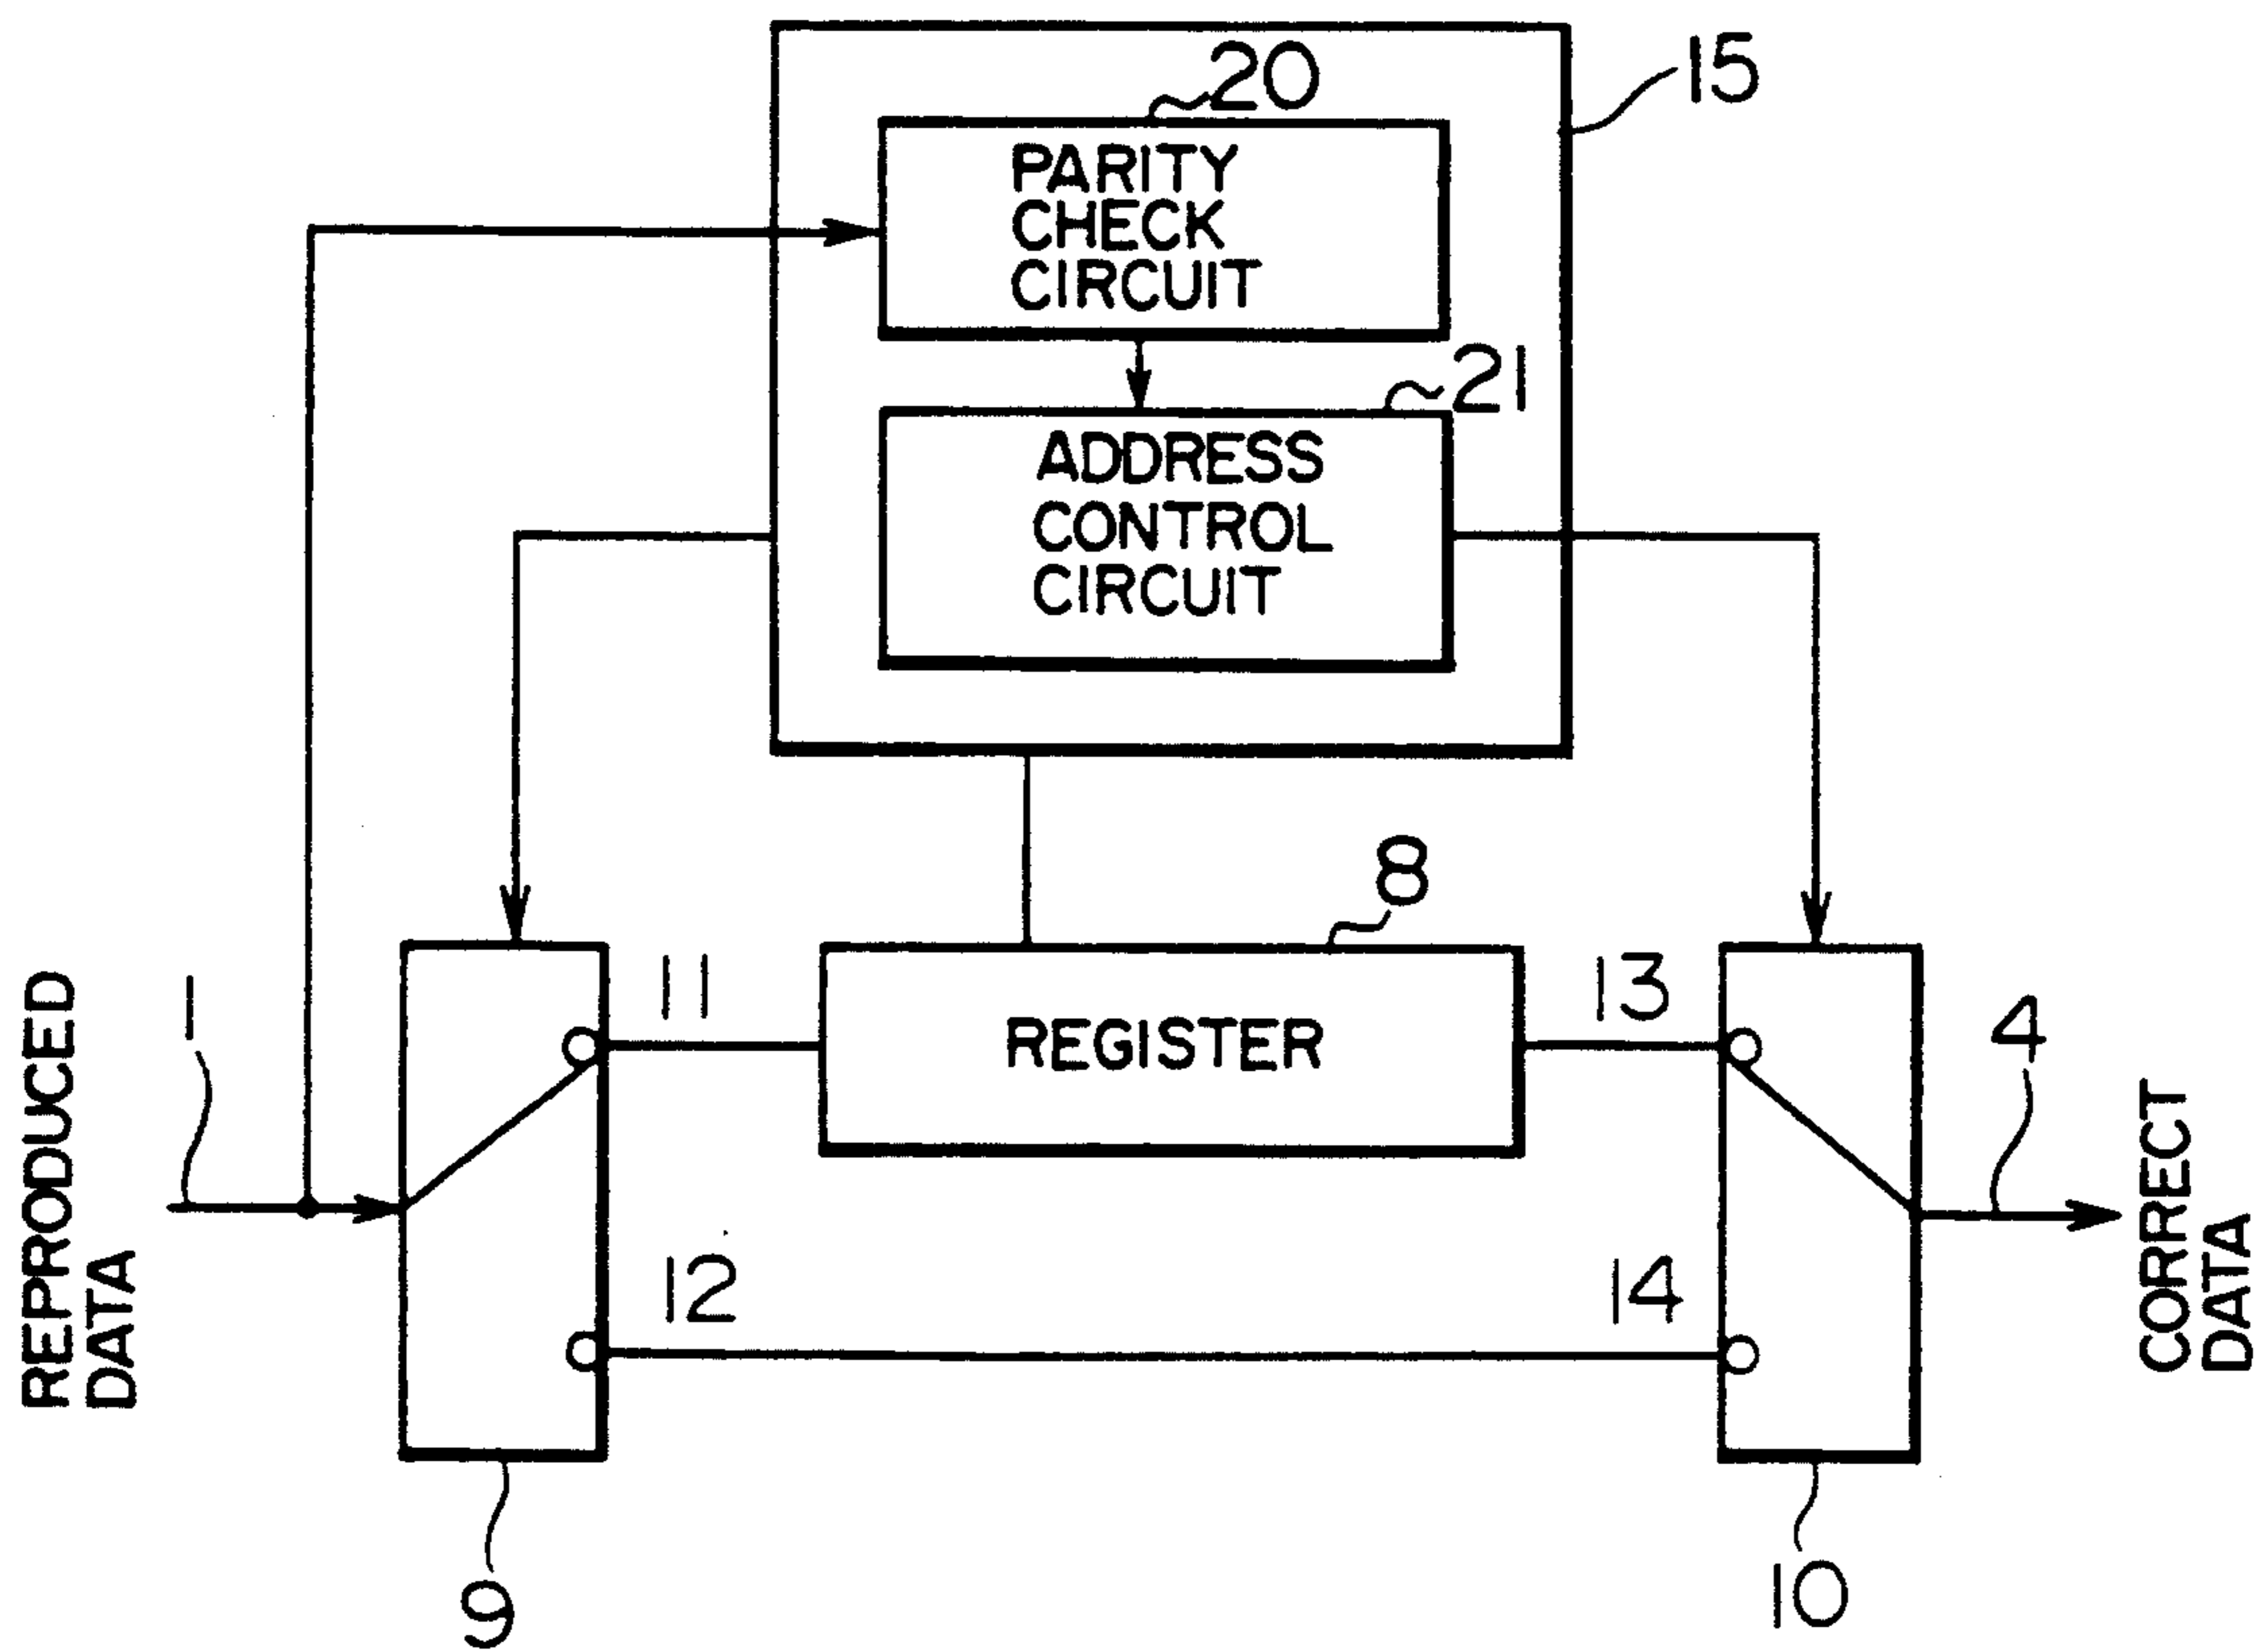 20
15
PARITY
CHECK
CIRCUIT
21
ADDRESS
CONTROL
CIRCUIT
8
11
13
REGISTER
1
4
REPRODUCED
DATA
CORRECT
DATA
12
14
9
10